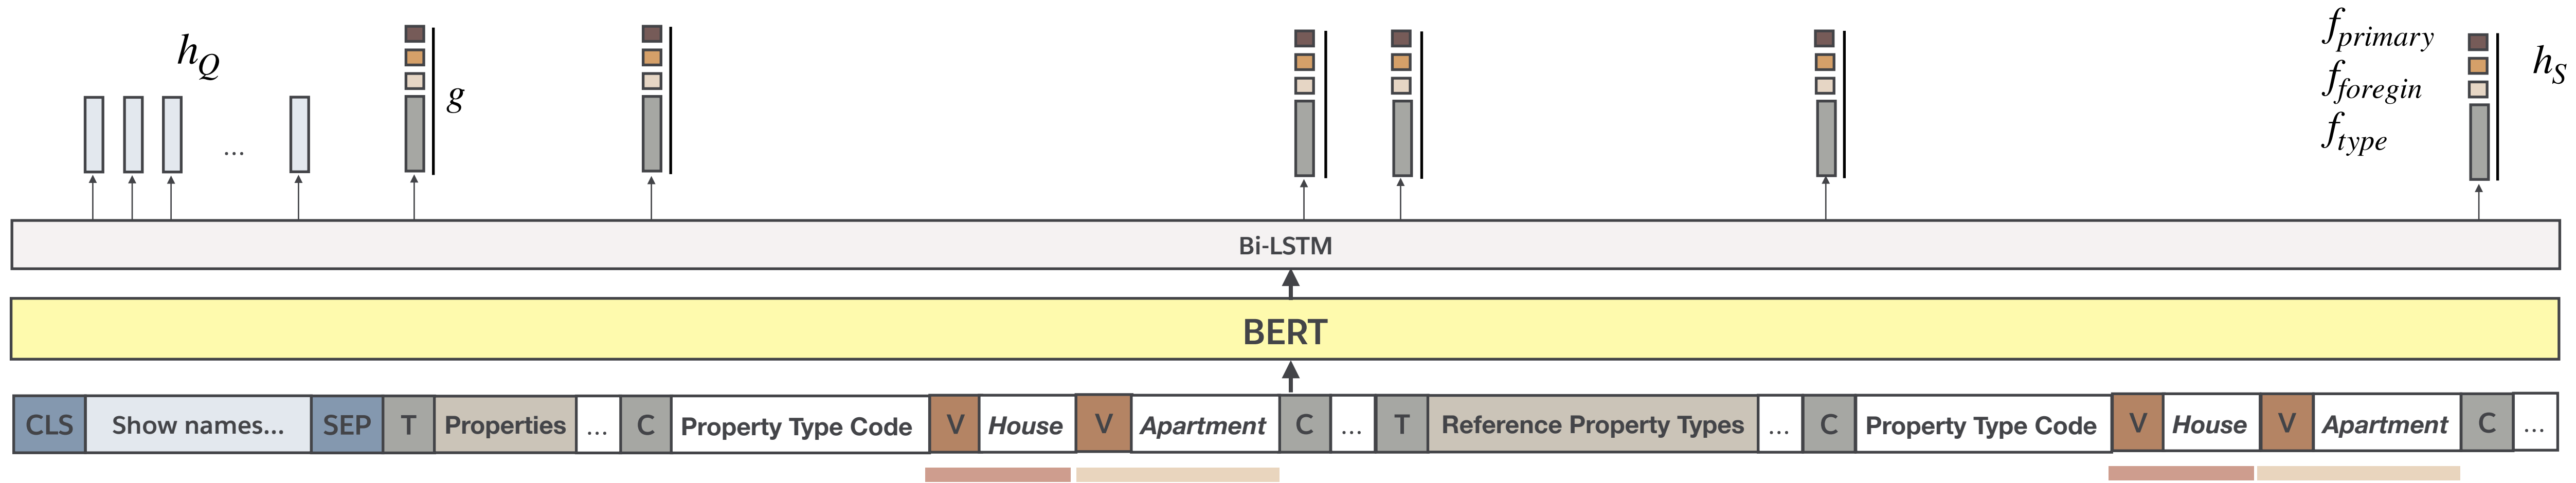 h_Q
g
f_primary
f_foregin
f_type
h_S
...
Bi-LSTM
BERT
CLS Show names... SEP T Properties ... C Property Type Code V House V Apartment C ... T Reference Property Types ... C Property Type Code V House V Apartment C ...